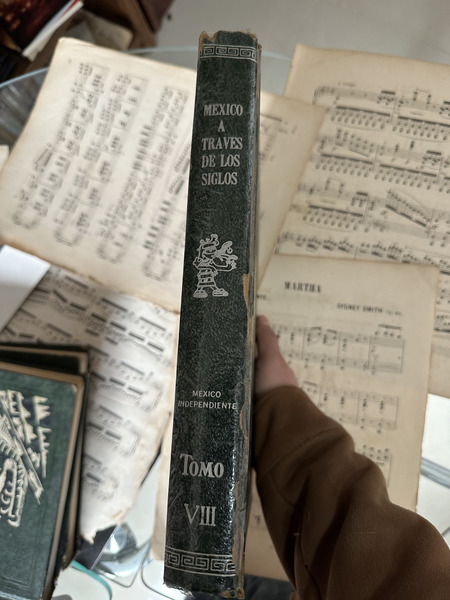 MEXICO
A
TRAVES
DE LOS
SIGLOS
MEXICO
INDEPENDIENTE
TOMO
VIII
MARTHA
SYDNEY SMITH